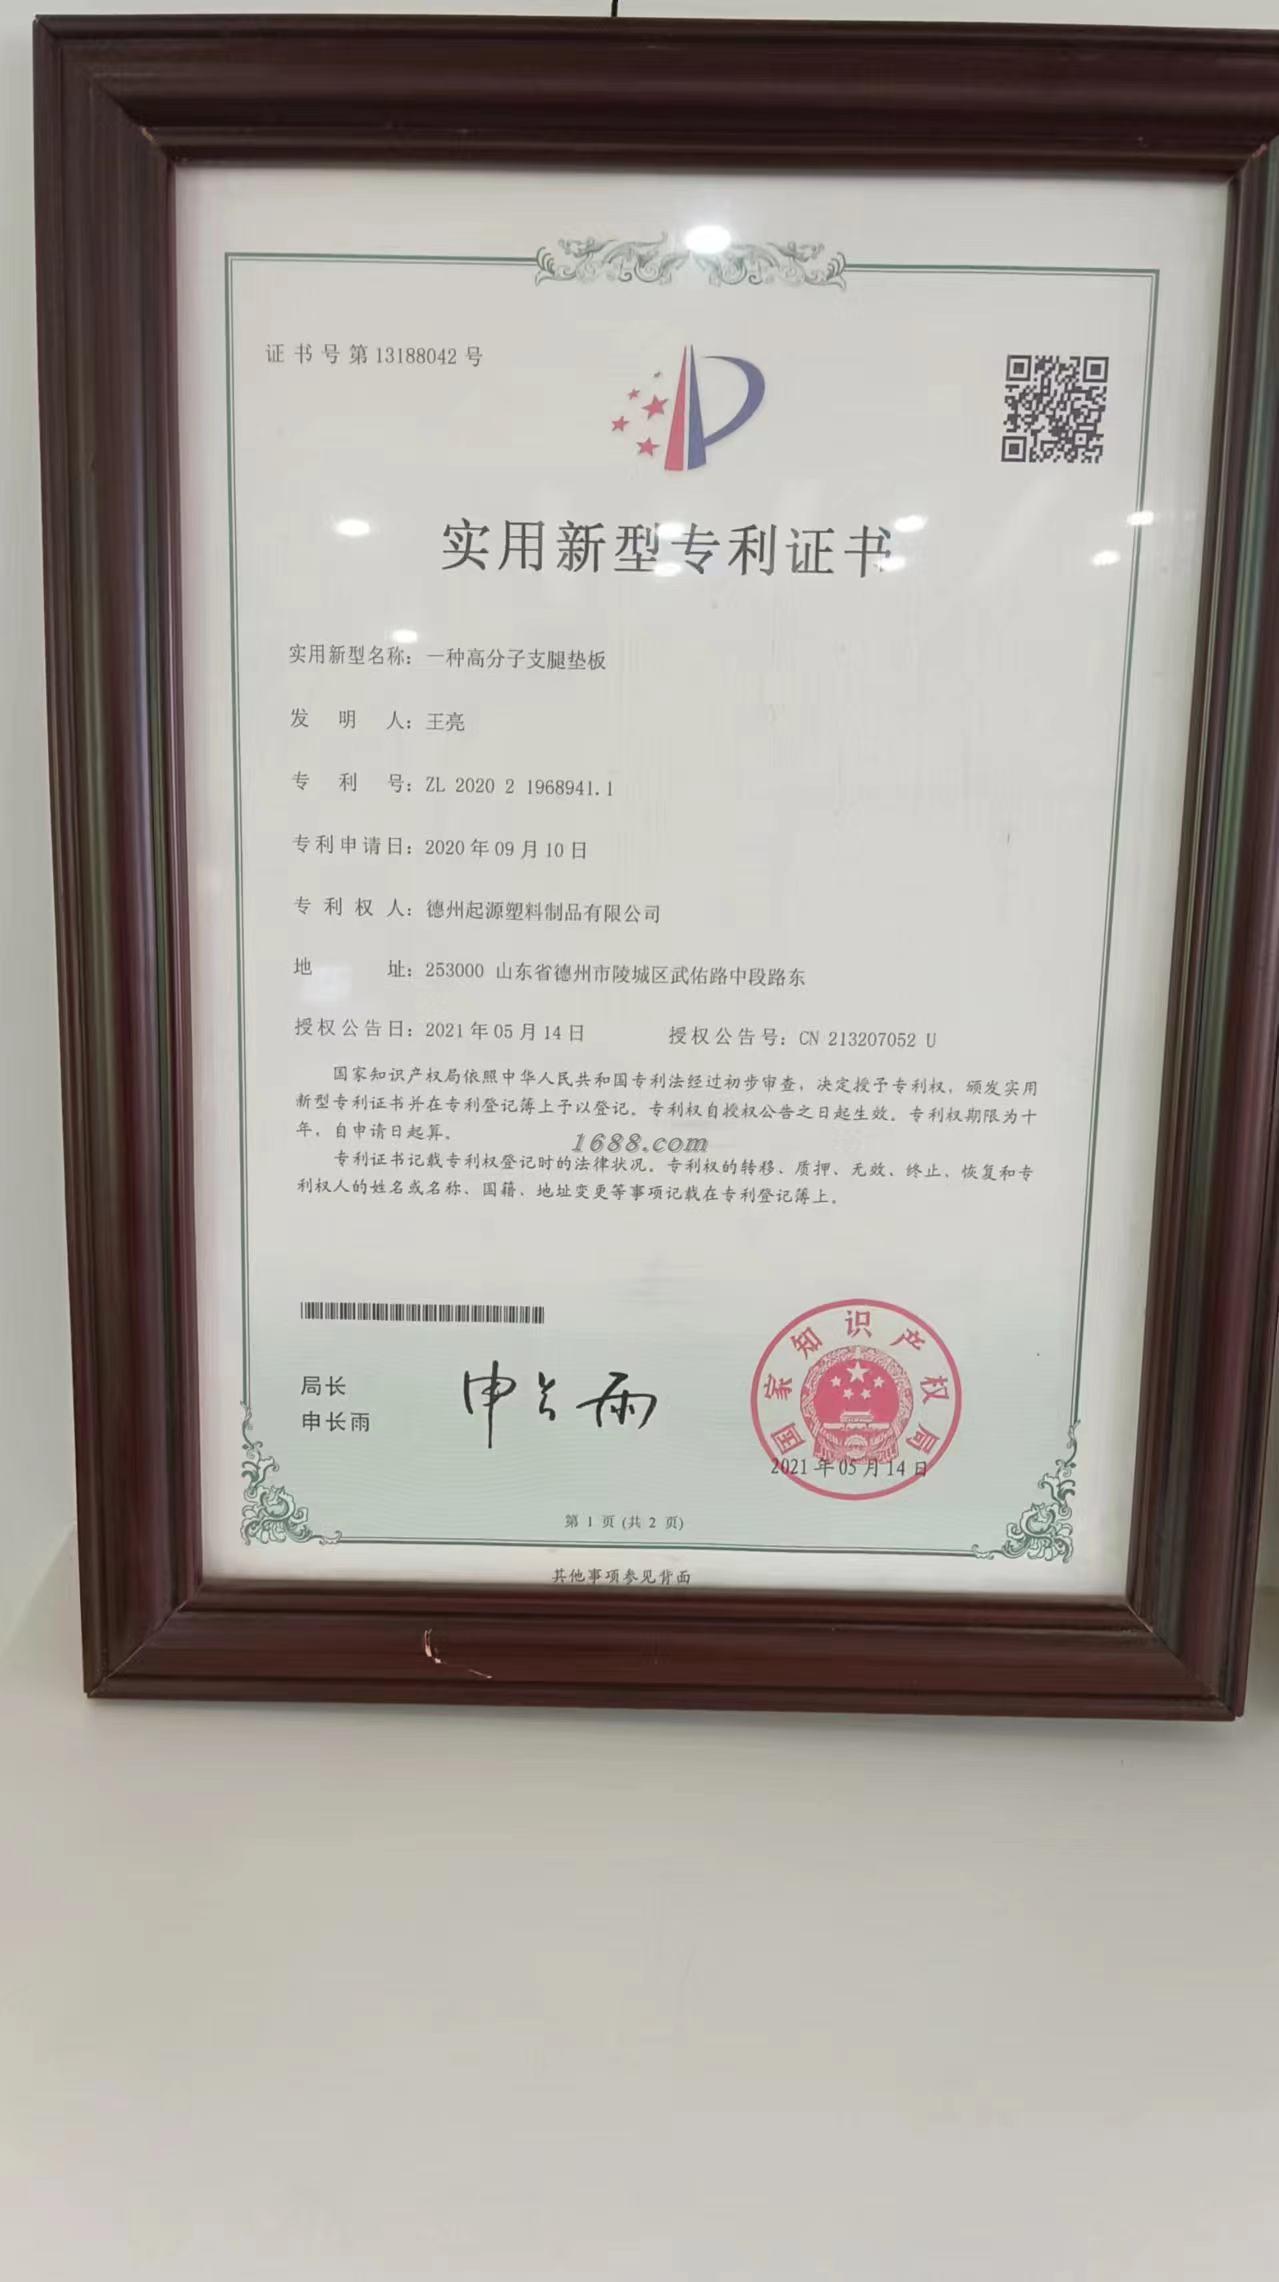 证书号第13188042号
实用新型专利证书
实用新型名称：一种高分子支腿垫板
发明人：王亮
专利号：ZL 2020 2 1968941.1
专利申请日：2020年09月10日
专利权人：德州起源塑料制品有限公司
地址：253000 山东省德州市陵城区武佑路中段路东
授权公告日：2021年05月14日 授权公告号：CN 213207052 U
国家知识产权局依照中华人民共和国专利法经过初步审查，决定授予专利权，颁发实用
新型专利证书并在专利登记簿上予以登记。专利权自授权公告之日起生效。专利权期限为十
年，自申请日起算。
1688.com
专利证书记载专利权登记时的法律状况。专利权的转移、质押、无效、终止、恢复和专
利权人的姓名或名称、国籍、地址变更等事项记载在专利登记簿上。
局长
申长雨
申长雨
国家知识产权局
2021年05月14日
第 1 页 (共 2 页)
其他事项参见背面